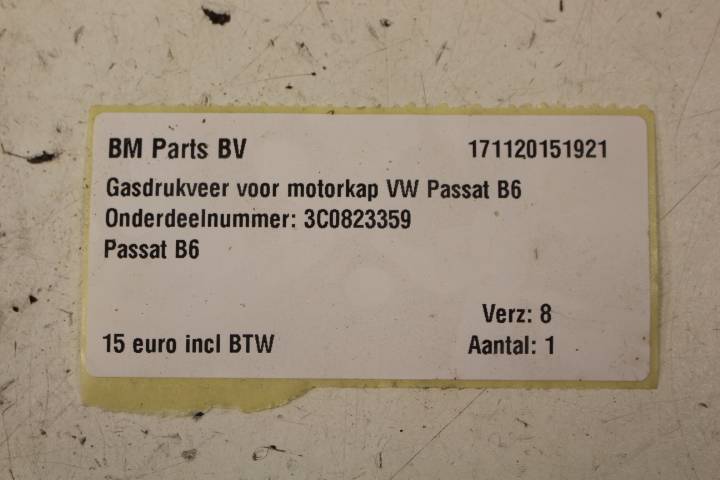 BM Parts BV 171120151921
Gasdrukveer voor motorkap VW Passat B6
Onderdeelnummer: 3C0823359
Passat B6
Verz: 8
15 euro incl BTW Aantal: 1